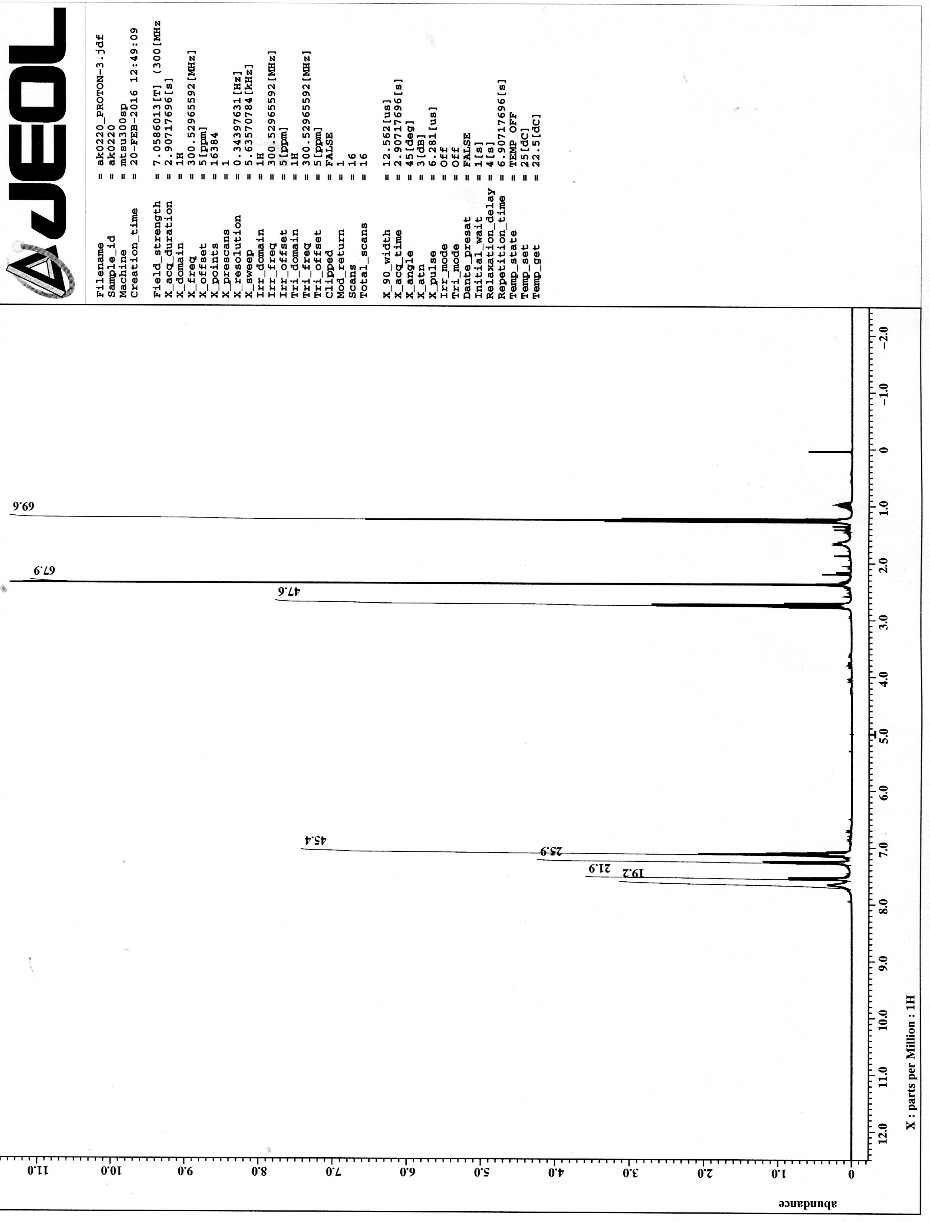 JEOL
Filename = ak0220_PROTON-3.jdf
Sample_id = ak0220
Machine = mtsu300sp
Creation_time = 20-FEB-2016 12:49:09
Field_strength = 7.0586013[T] (300[MHz
X_acq_duration = 2.90717696[s]
X_domain = 1H
X_freq = 300.52965592[MHz]
X_offset = 5[ppm]
X_points = 16384
X_prescans = 1
X_resolution = 0.34397631[Hz]
X_sweep = 5.63570784[kHz]
Irr_domain = 1H
Irr_freq = 300.52965592[MHz]
Irr_offset = 5[ppm]
Tri_domain = 1H
Tri_freq = 300.52965592[MHz]
Tri_offset = 5[ppm]
Clipped = FALSE
Mod_return = 1
Scans = 16
Total_scans = 16
X_90_width = 12.562[us]
X_acq_time = 2.90717696[s]
X_angle = 45[deg]
X_atn = 3[dB]
X_pulse = 6.281[us]
Irr_mode = Off
Tri_mode = Off
Dante_presat = FALSE
Initial_wait = 1[s]
Relaxation_delay = 4[s]
Repetition_time = 6.90717696[s]
Temp_state = TEMP OFF
Temp_set = 25[dC]
Temp_get = 22.5[dC]
abundance
0 1.0 2.0 3.0 4.0 5.0 6.0 7.0 8.0 9.0 10.0 11.0
19.2
21.9
25.9
45.4
47.6
67.9
69.6
12.0 11.0 10.0 9.0 8.0 7.0 6.0 5.0 4.0 3.0 2.0 1.0 0 -1.0 -2.0
X : parts per Million : 1H